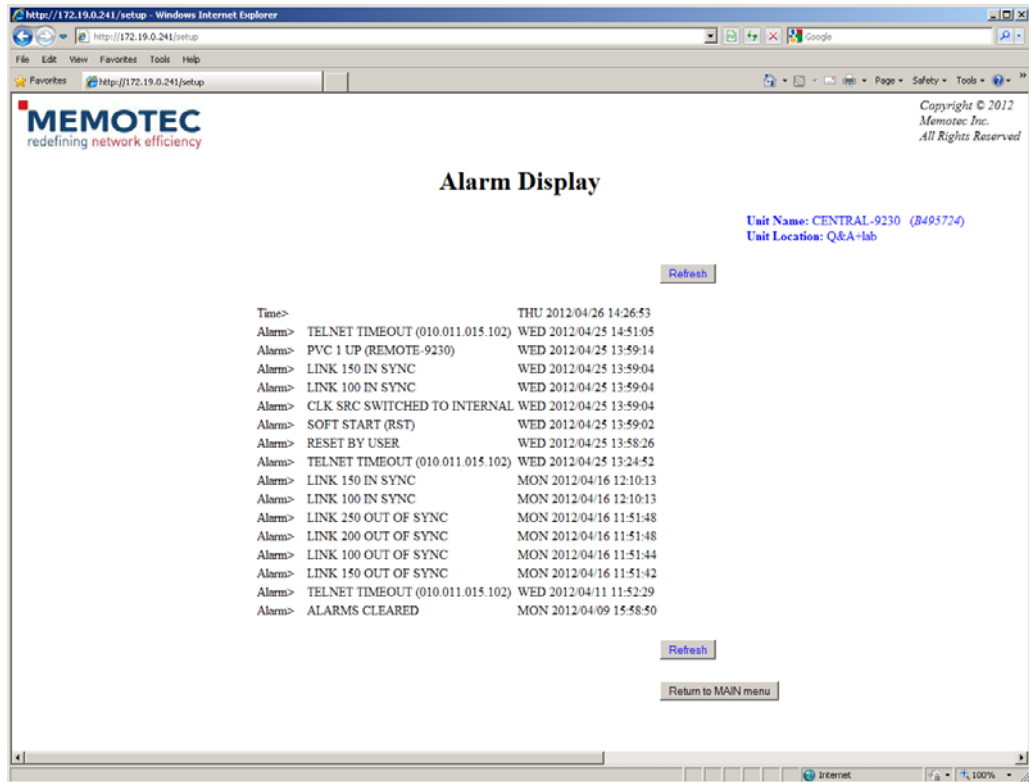 http://172.19.0.241/setup - Windows Internet Explorer
http://172.19.0.241/setup
Google
File Edit View Favorites Tools Help
Favorites http://172.19.0.241/setup
Page Safety Tools
MEMOTEC
redefining network efficiency
Copyright © 2012
Memotec Inc.
All Rights Reserved
Alarm Display
Unit Name: CENTRAL-9230 (B495724)
Unit Location: Q&A+lab
Refresh
Time> THU 2012/04/26 14:26:53
Alarm> TELNET TIMEOUT (010.011.015.102) WED 2012/04/25 14:51:05
Alarm> PVC 1 UP (REMOTE-9230) WED 2012/04/25 13:59:14
Alarm> LINK 150 IN SYNC WED 2012/04/25 13:59:04
Alarm> LINK 100 IN SYNC WED 2012/04/25 13:59:04
Alarm> CLK SRC SWITCHED TO INTERNAL WED 2012/04/25 13:59:04
Alarm> SOFT START (RST) WED 2012/04/25 13:59:02
Alarm> RESET BY USER WED 2012/04/25 13:58:26
Alarm> TELNET TIMEOUT (010.011.015.102) WED 2012/04/25 13:24:52
Alarm> LINK 150 IN SYNC MON 2012/04/16 12:10:13
Alarm> LINK 100 IN SYNC MON 2012/04/16 12:10:13
Alarm> LINK 250 OUT OF SYNC MON 2012/04/16 11:51:48
Alarm> LINK 200 OUT OF SYNC MON 2012/04/16 11:51:48
Alarm> LINK 100 OUT OF SYNC MON 2012/04/16 11:51:44
Alarm> LINK 150 OUT OF SYNC MON 2012/04/16 11:51:42
Alarm> TELNET TIMEOUT (010.011.015.102) WED 2012/04/11 11:52:29
Alarm> ALARMS CLEARED MON 2012/04/09 15:58:50
Refresh
Return to MAIN menu
Internet 100%